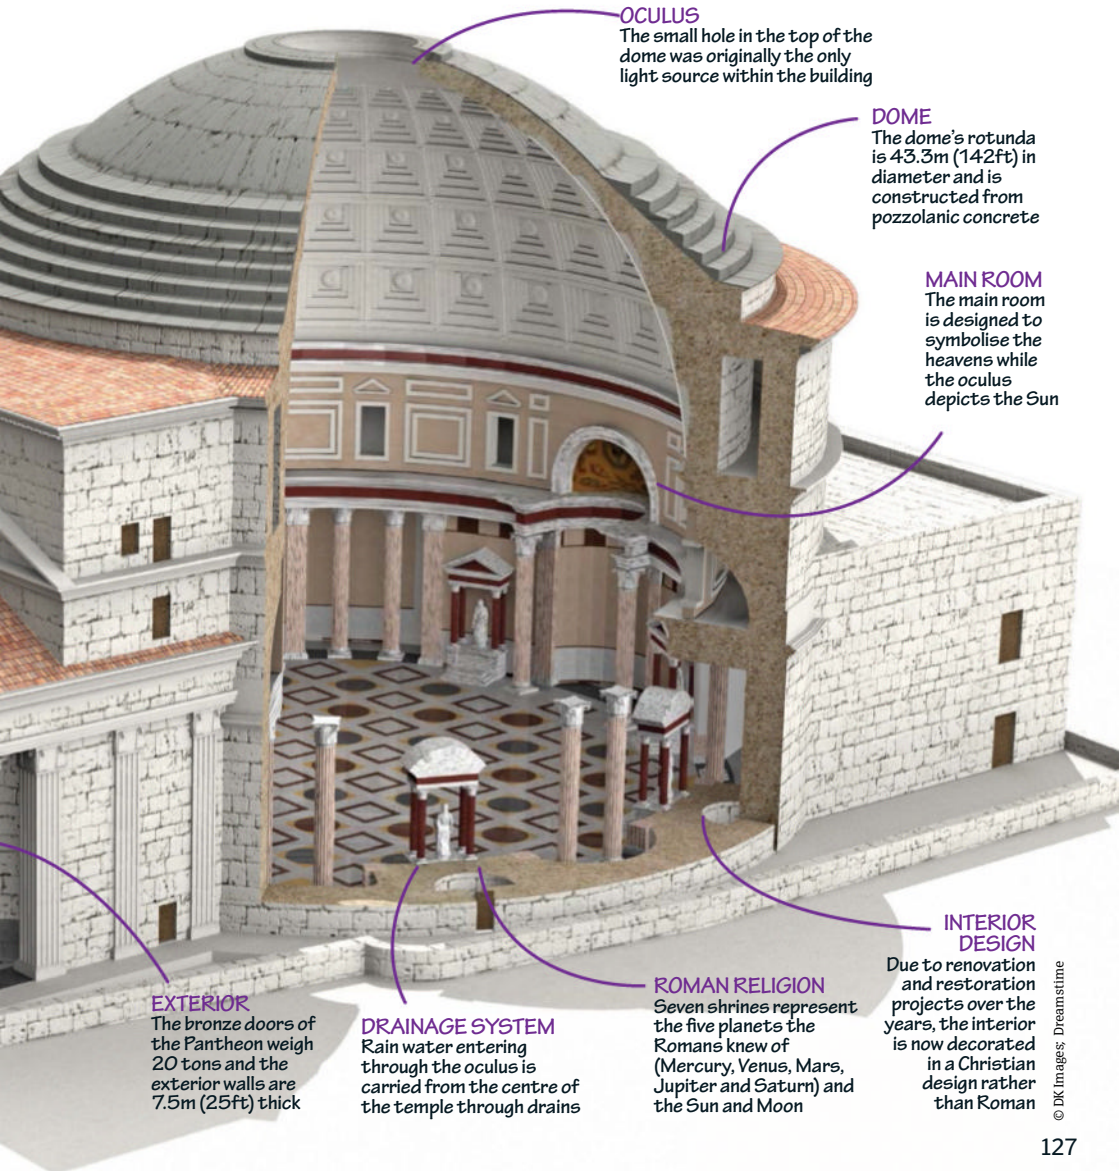 OCULUS
The small hole in the top of the
dome was originally the only
light source within the building
DOME
The dome's rotunda
is 43.3m (142ft) in
diameter and is
constructed from
pozzolanic concrete
MAIN ROOM
The main room
is designed to
symbolise the
heavens while
the oculus
depicts the Sun
EXTERIOR
The bronze doors of
the Pantheon weigh
20 tons and the
exterior walls are
7.5m (25ft) thick
DRAINAGE SYSTEM
Rain water entering
through the oculus is
carried from the centre of
the temple through drains
ROMAN RELIGION
Seven shrines represent
the five planets the
Romans knew of
(Mercury, Venus, Mars,
Jupiter and Saturn) and
the Sun and Moon
INTERIOR
DESIGN
Due to renovation
and restoration
projects over the
years, the interior
is now decorated
in a Christian
design rather
than Roman
© DK Images; Dreamstime
127